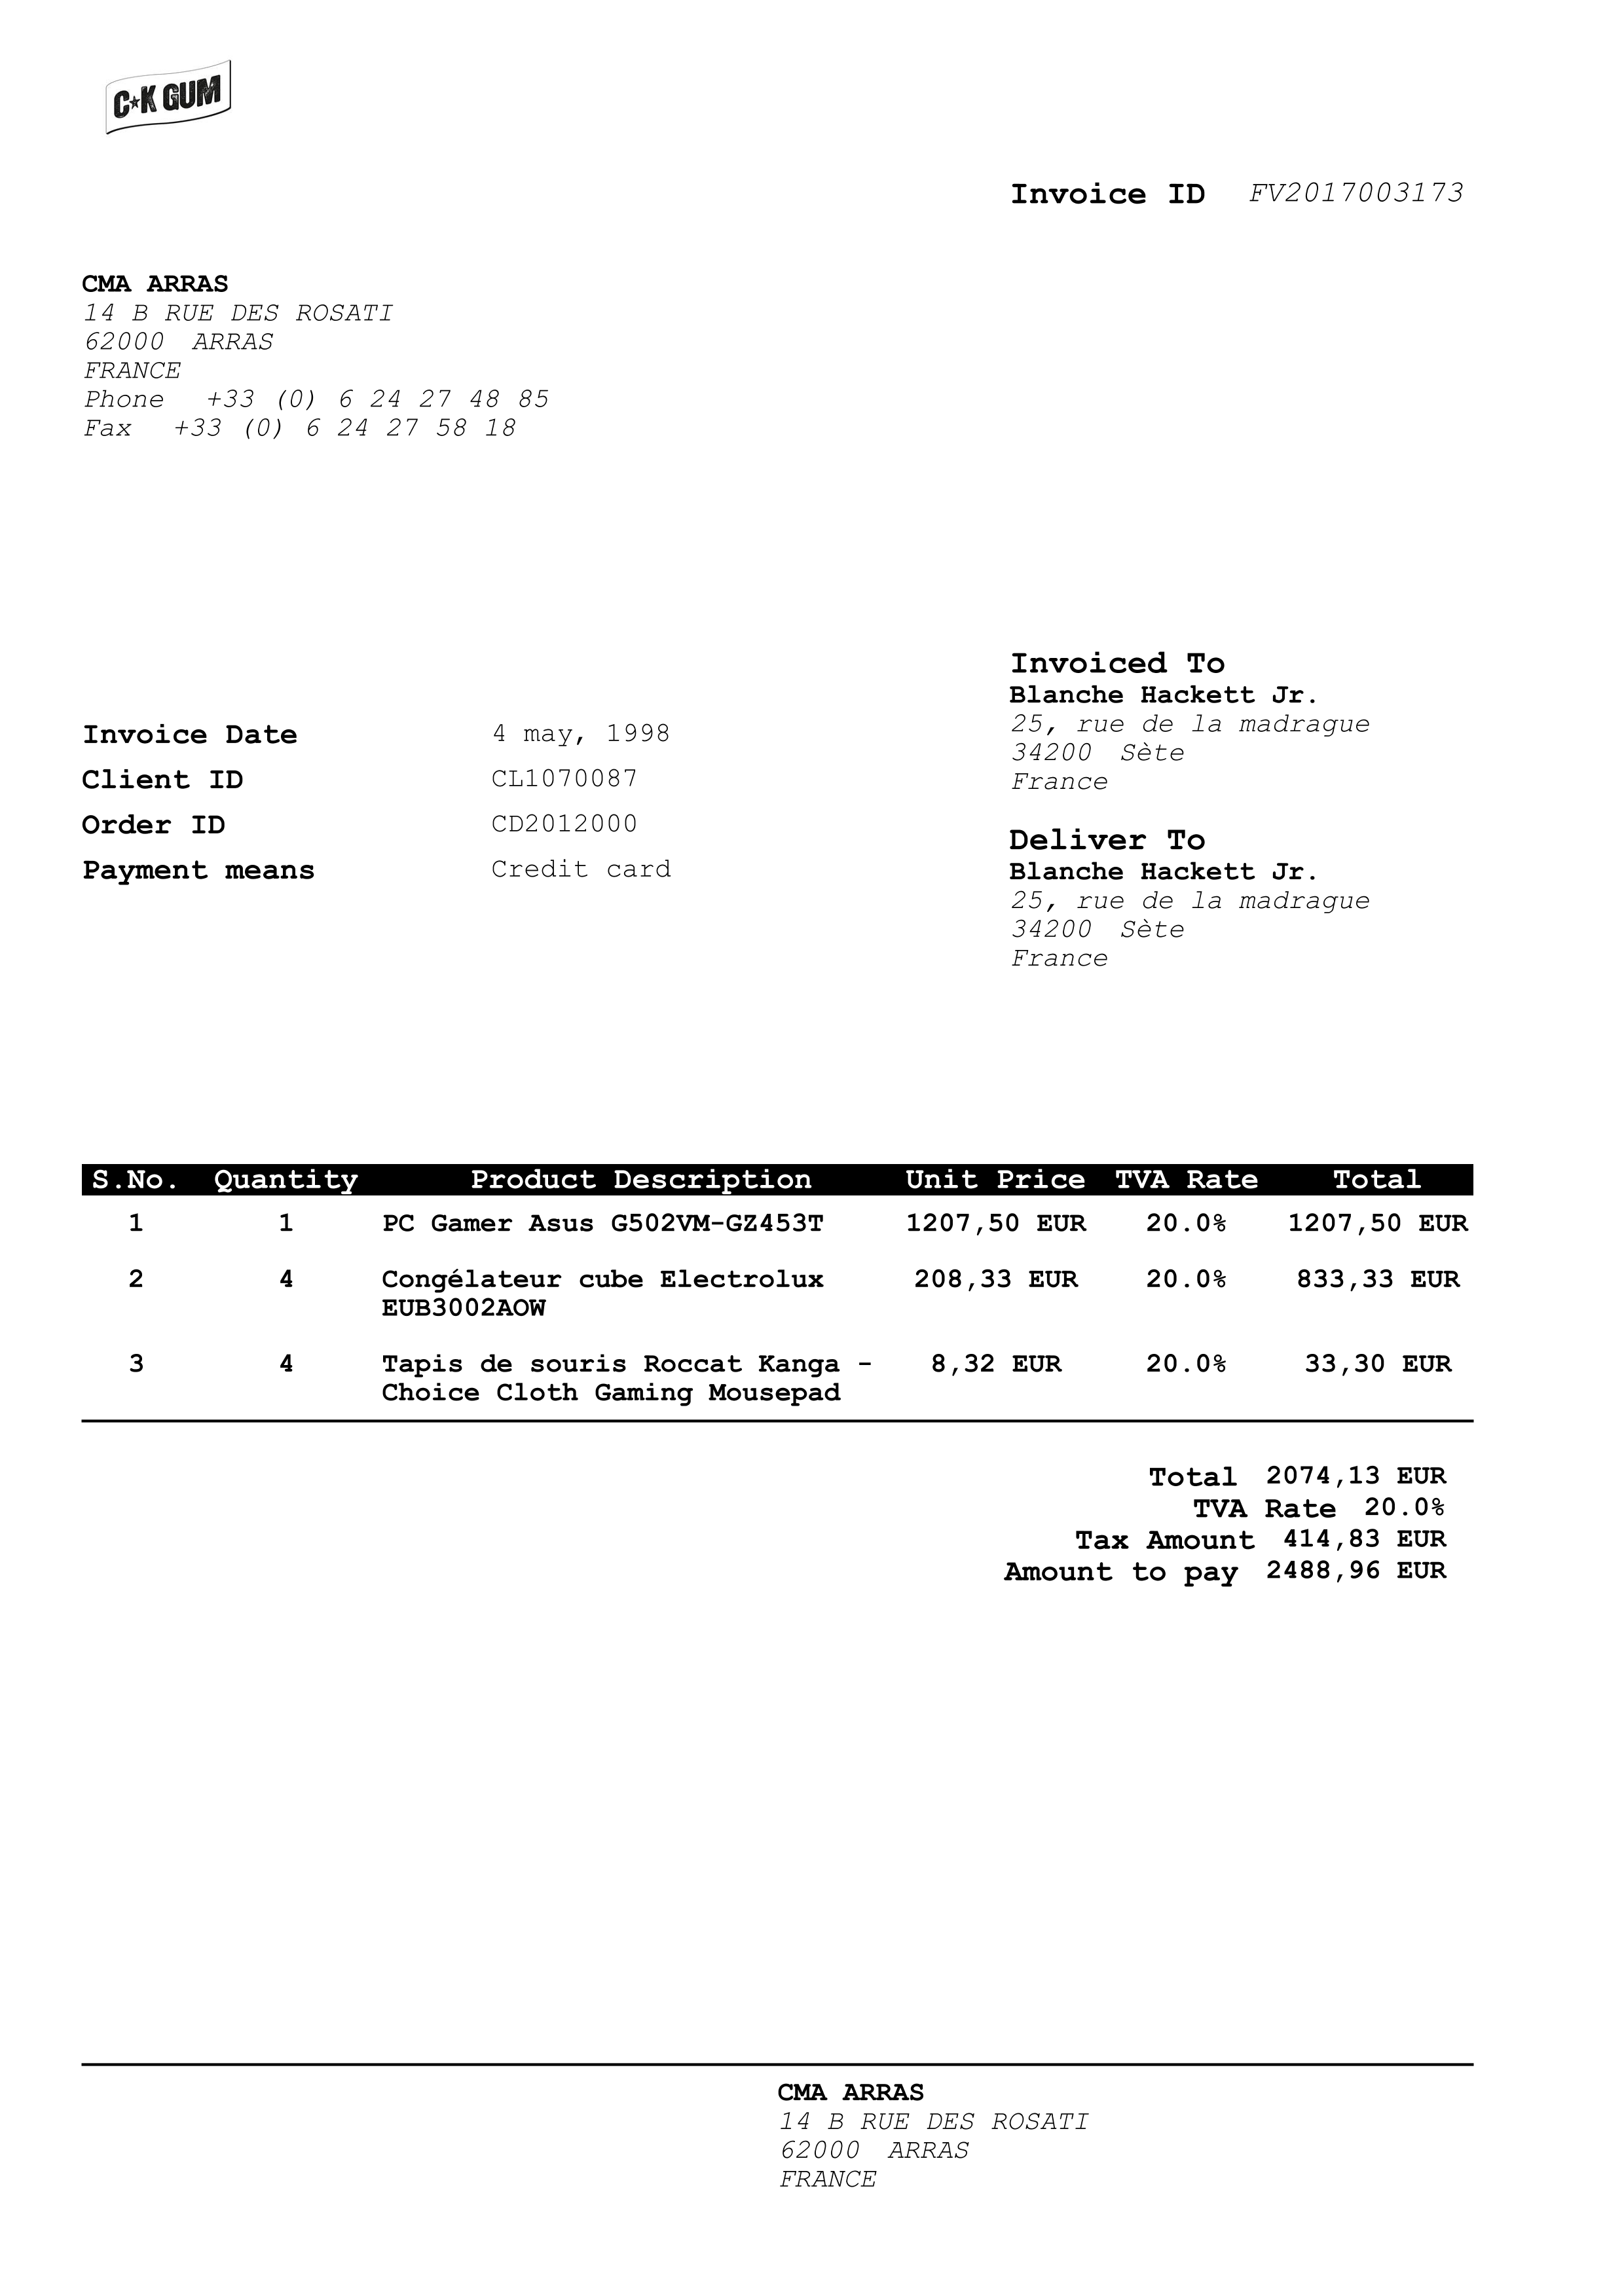 C★K GUM
Invoice ID FV2017003173
CMA ARRAS
14 B RUE DES ROSATI
62000 ARRAS
FRANCE
Phone +33 (0) 6 24 27 48 85
Fax +33 (0) 6 24 27 58 18
Invoice Date 4 may, 1998
Client ID CL1070087
Order ID CD2012000
Payment means Credit card
Invoiced To
Blanche Hackett Jr.
25, rue de la madrague
34200 Sète
France
Deliver To
Blanche Hackett Jr.
25, rue de la madrague
34200 Sète
France
S.No. Quantity Product Description Unit Price TVA Rate Total
1 1 PC Gamer Asus G502VM-GZ453T 1207,50 EUR 20.0% 1207,50 EUR
2 4 Congélateur cube Electrolux 208,33 EUR 20.0% 833,33 EUR
EUB3002AOW
3 4 Tapis de souris Roccat Kanga - 8,32 EUR 20.0% 33,30 EUR
Choice Cloth Gaming Mousepad
Total 2074,13 EUR
TVA Rate 20.0%
Tax Amount 414,83 EUR
Amount to pay 2488,96 EUR
CMA ARRAS
14 B RUE DES ROSATI
62000 ARRAS
FRANCE